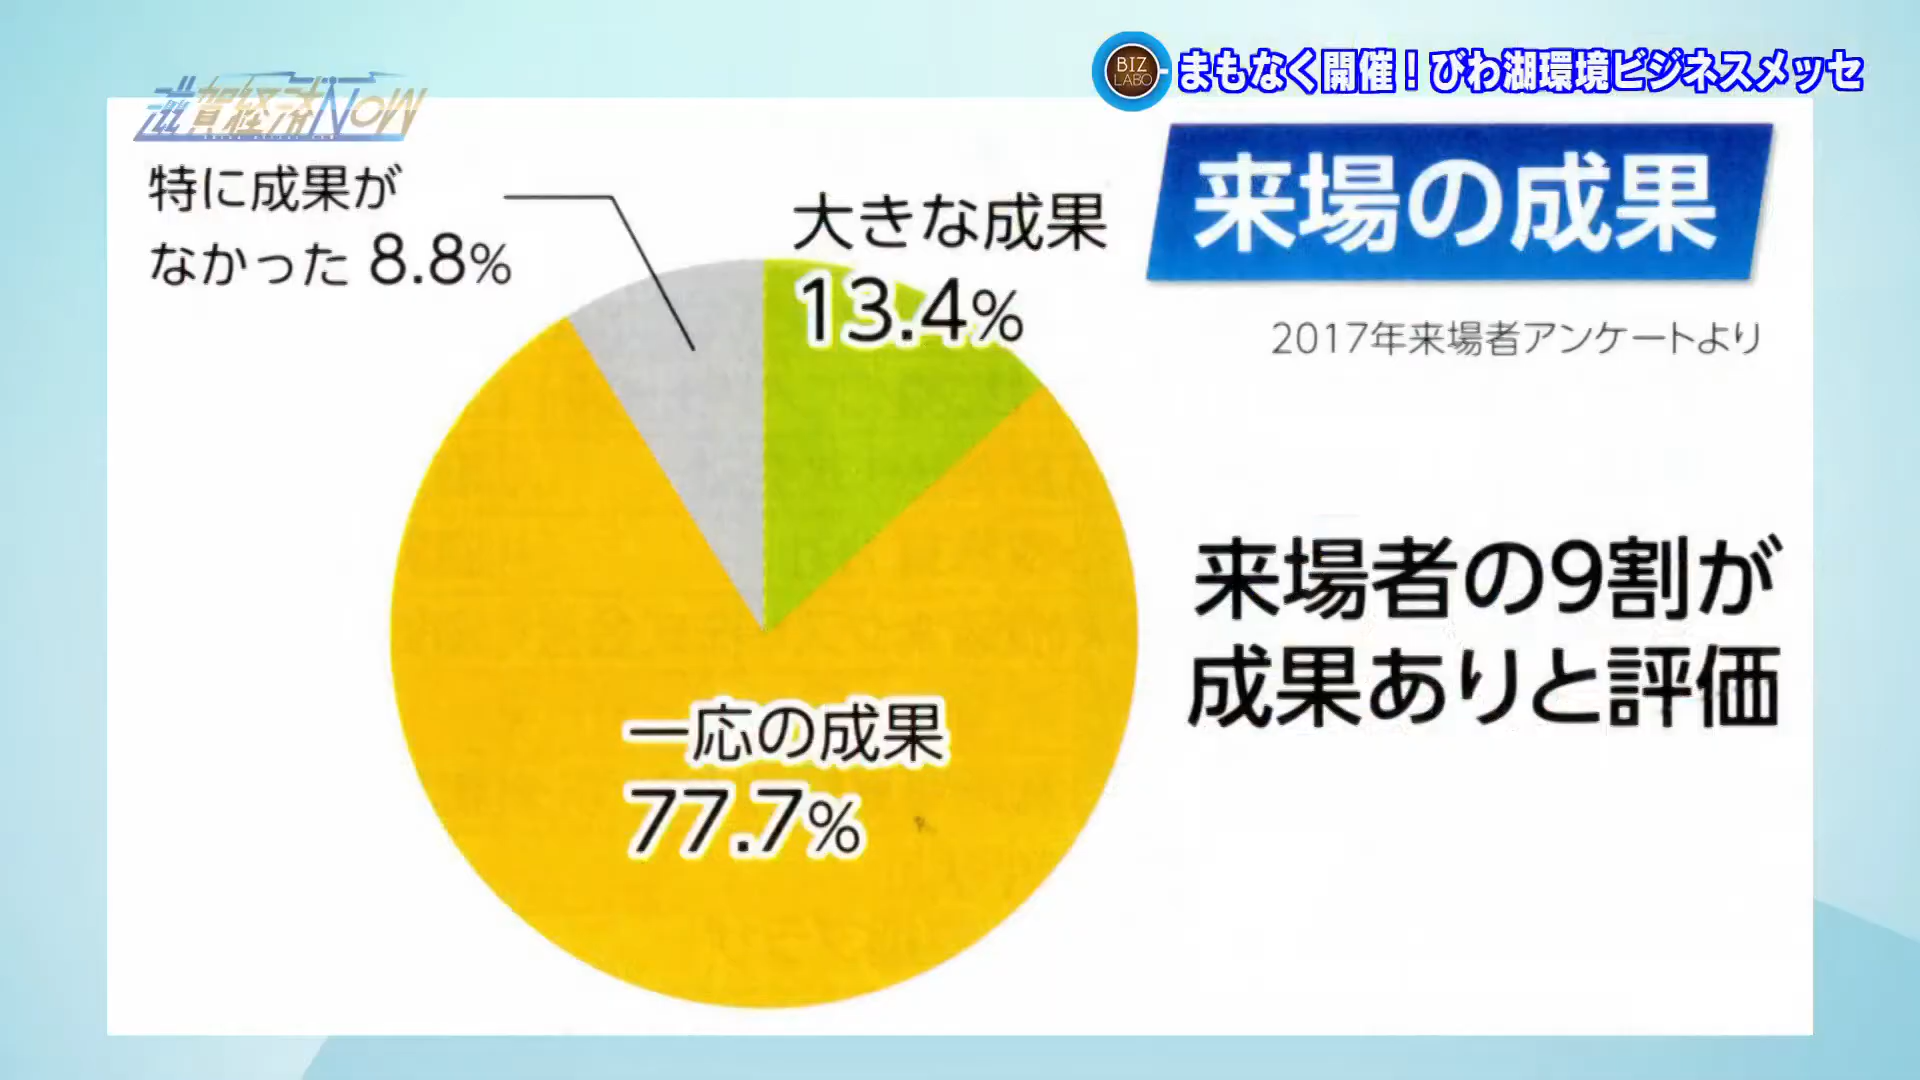 滋賀経済NOW
BIZ
LABO
まもなく開催！びわ湖環境ビジネスメッセ
来場の成果
2017年来場者アンケートより
特に成果が
なかった 8.8%
大きな成果
13.4%
一応の成果
77.7%
来場者の9割が
成果ありと評価